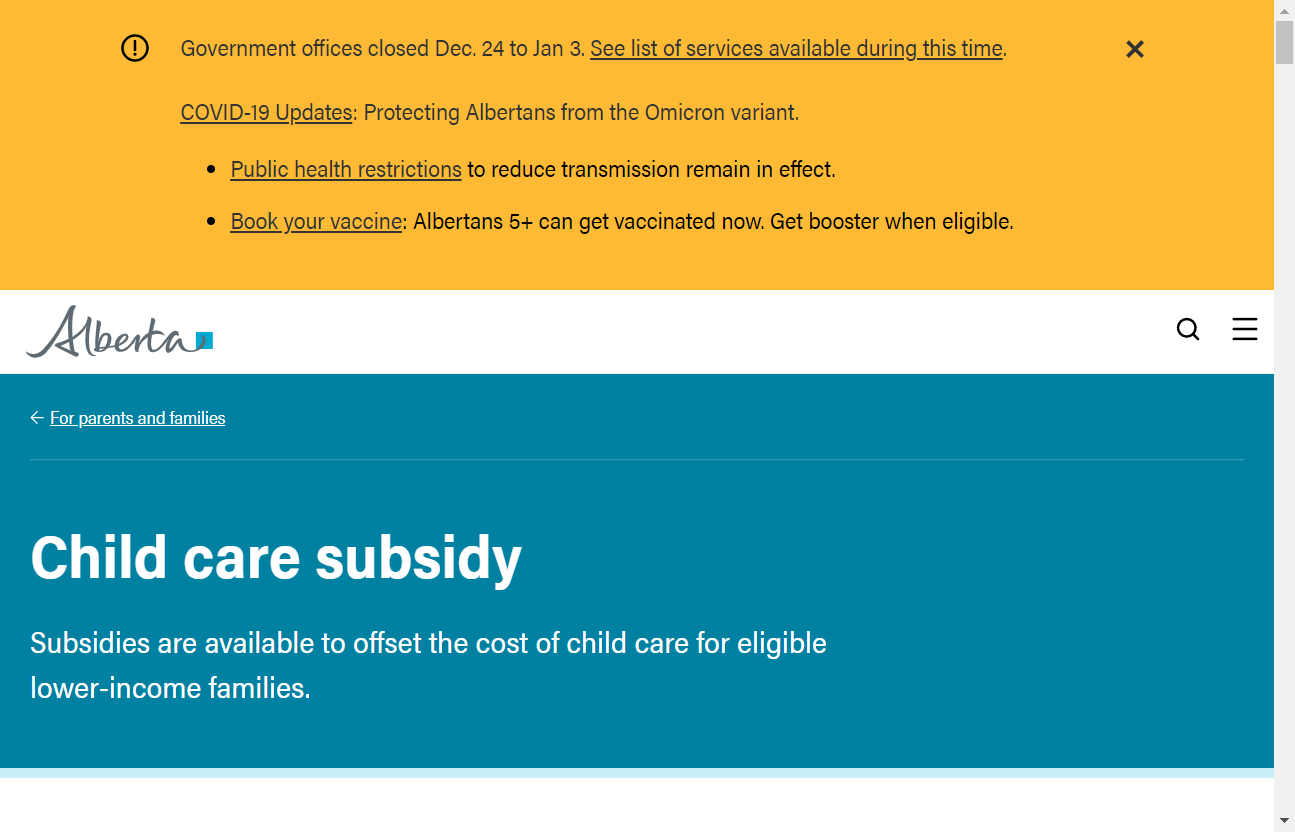 Government offices closed Dec. 24 to Jan 3. See list of services available during this time.
COVID-19 Updates: Protecting Albertans from the Omicron variant.
• Public health restrictions to reduce transmission remain in effect.
• Book your vaccine: Albertans 5+ can get vaccinated now. Get booster when eligible.
Alberta
← For parents and families
Child care subsidy
Subsidies are available to offset the cost of child care for eligible
lower-income families.